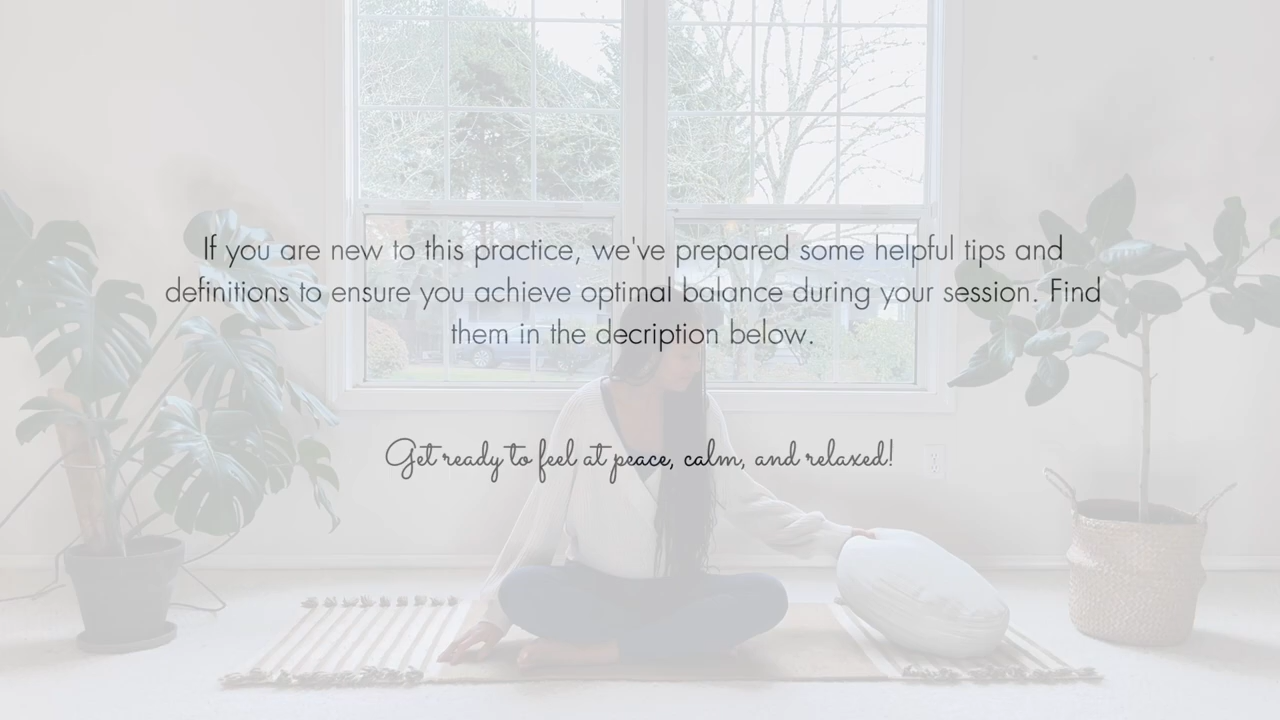 If you are new to this practice, we've prepared some helpful tips and
definitions to ensure you achieve optimal balance during your session. Find
them in the decription below.
Get ready to feel at peace, calm, and relaxed!